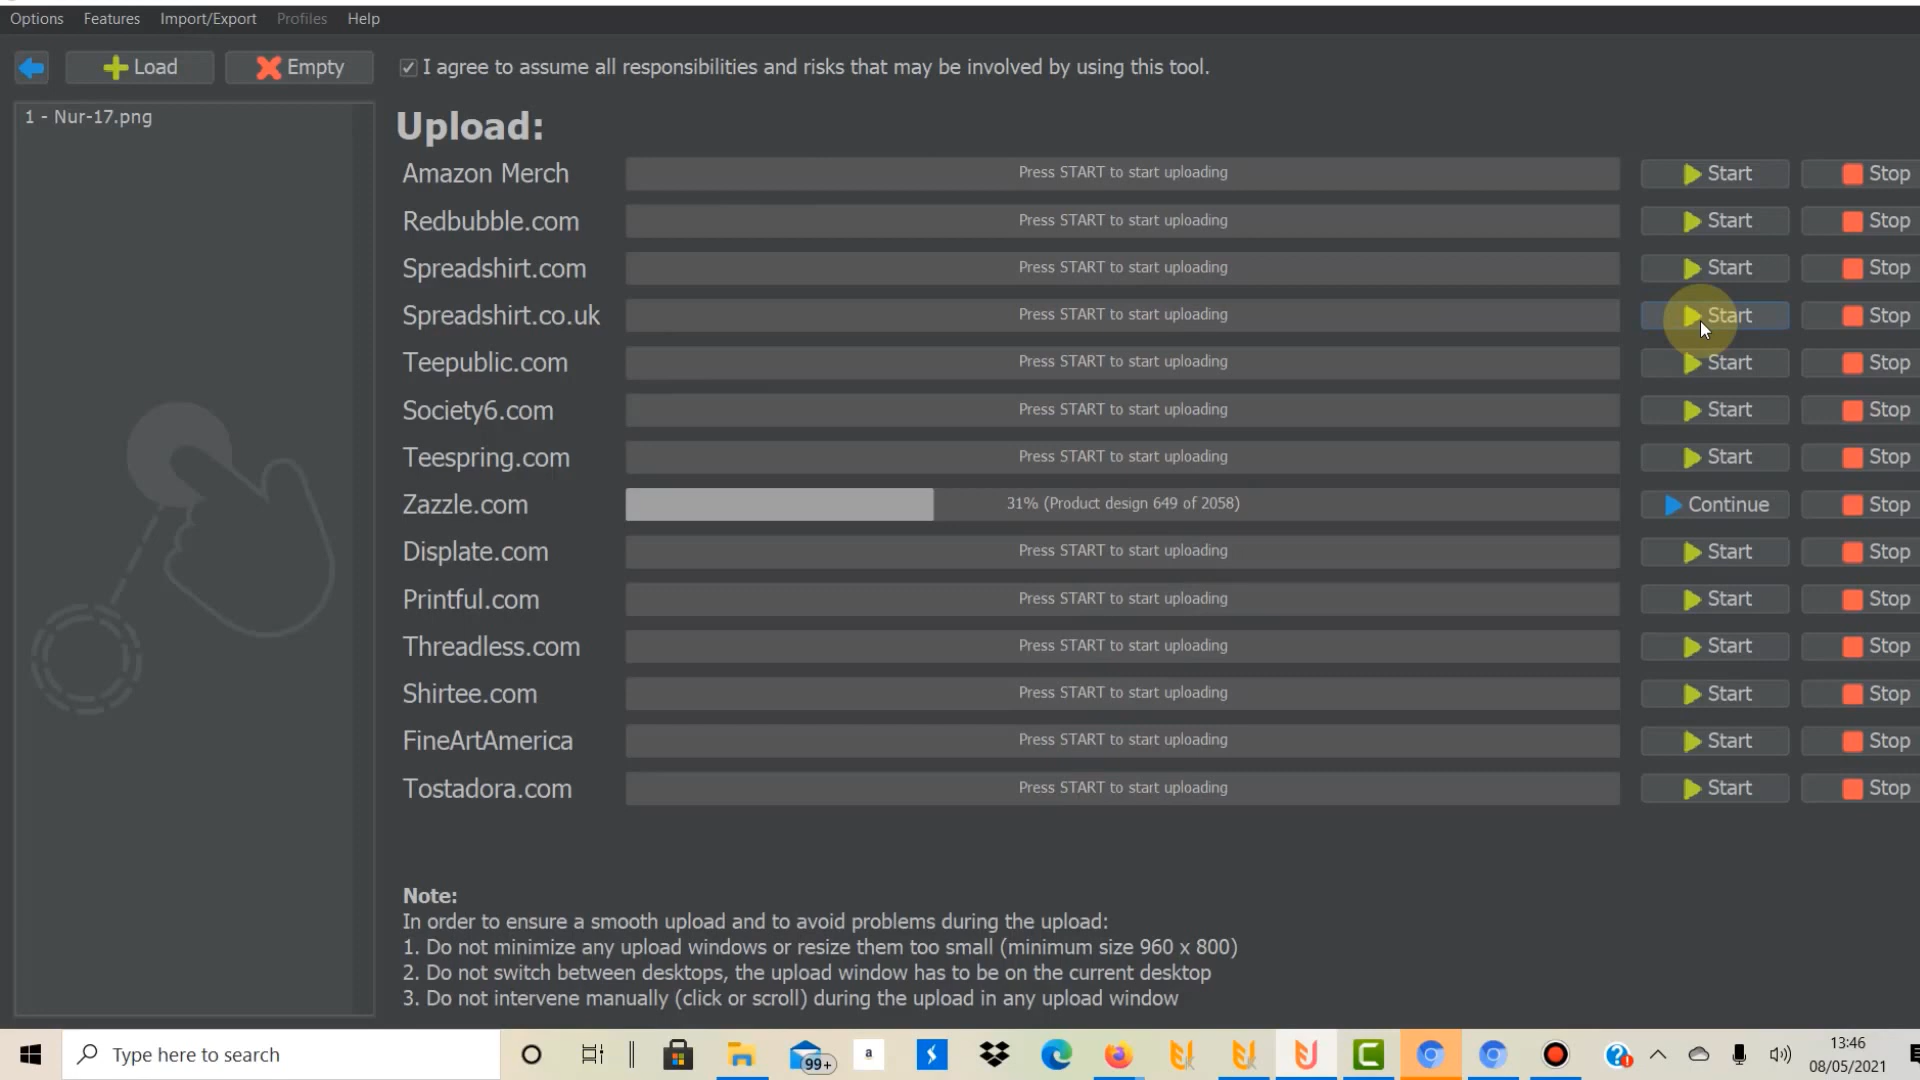 Options Features Import/Export Profiles Help
Load Empty I agree to assume all responsibilities and risks that may be involved by using this tool.
1 - Nur-17.png
Upload:
Amazon Merch Press START to start uploading Start Stop
Redbubble.com Press START to start uploading Start Stop
Spreadshirt.com Press START to start uploading Start Stop
Spreadshirt.co.uk Press START to start uploading Start Stop
Teepublic.com Press START to start uploading Start Stop
Society6.com Press START to start uploading Start Stop
Teespring.com Press START to start uploading Start Stop
Zazzle.com 31% (Product design 649 of 2058) Continue Stop
Displate.com Press START to start uploading Start Stop
Printful.com Press START to start uploading Start Stop
Threadless.com Press START to start uploading Start Stop
Shirtee.com Press START to start uploading Start Stop
FineArtAmerica Press START to start uploading Start Stop
Tostadora.com Press START to start uploading Start Stop
Note:
In order to ensure a smooth upload and to avoid problems during the upload:
1. Do not minimize any upload windows or resize them too small (minimum size 960 x 800)
2. Do not switch between desktops, the upload window has to be on the current desktop
3. Do not intervene manually (click or scroll) during the upload in any upload window
Type here to search 99+ a 13:46
08/05/2021